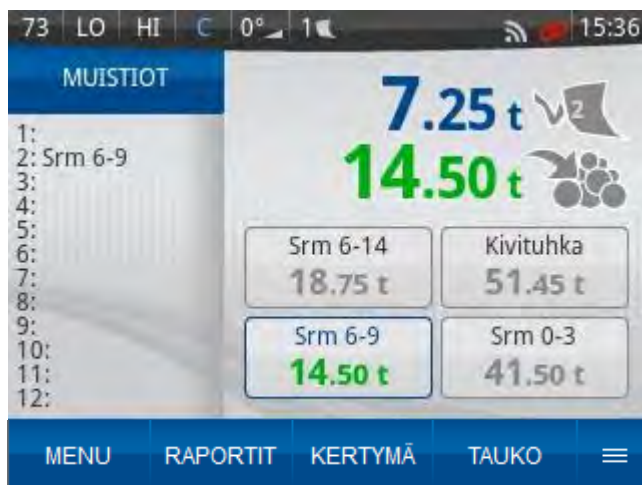 73 LO HI C 0° 1 15:36
MUISTIOT
1:
2: Srm 6-9
3:
4:
5:
6:
7:
8:
9:
10:
11:
12:
7.25 t 2
14.50 t
Srm 6-14
18.75 t
Kivituhka
51.45 t
Srm 6-9
14.50 t
Srm 0-3
41.50 t
MENU RAPORTIT KERTYMÄ TAUKO